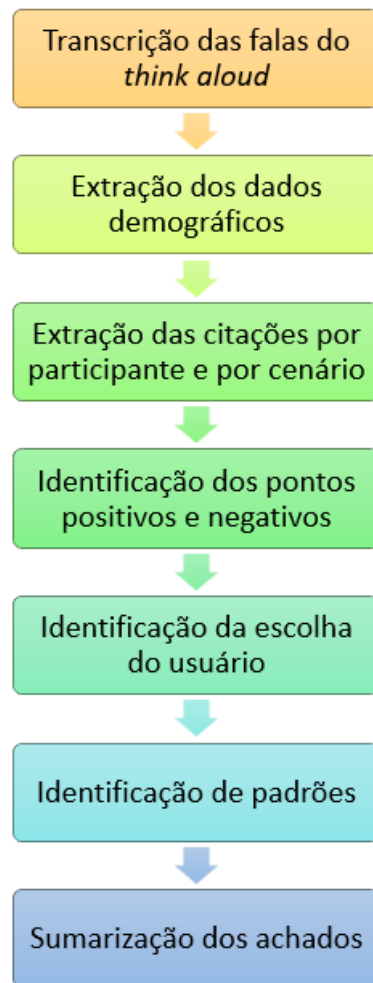 Transcrição das falas do
think aloud
Extração dos dados
demográficos
Extração das citações por
participante e por cenário
Identificação dos pontos
positivos e negativos
Identificação da escolha
do usuário
Identificação de padrões
Sumarização dos achados